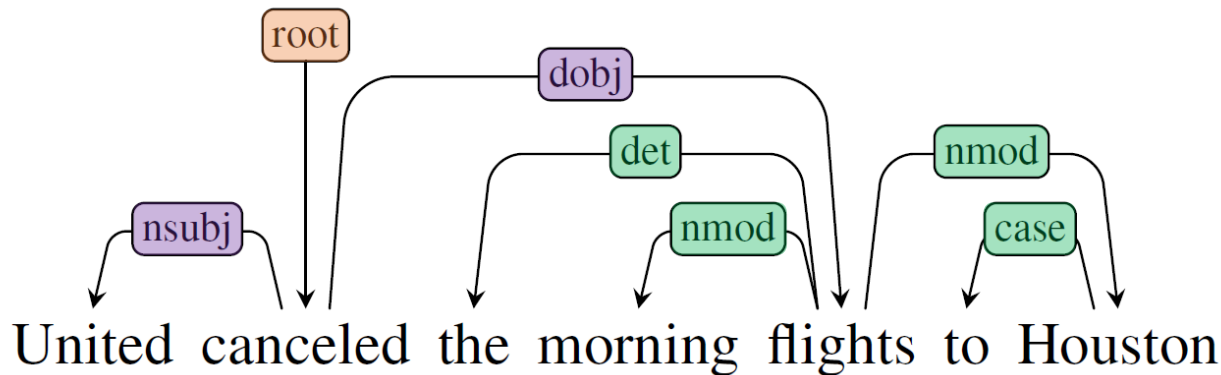 root
dobj
det nmod
nsubj nmod case
United canceled the morning flights to Houston